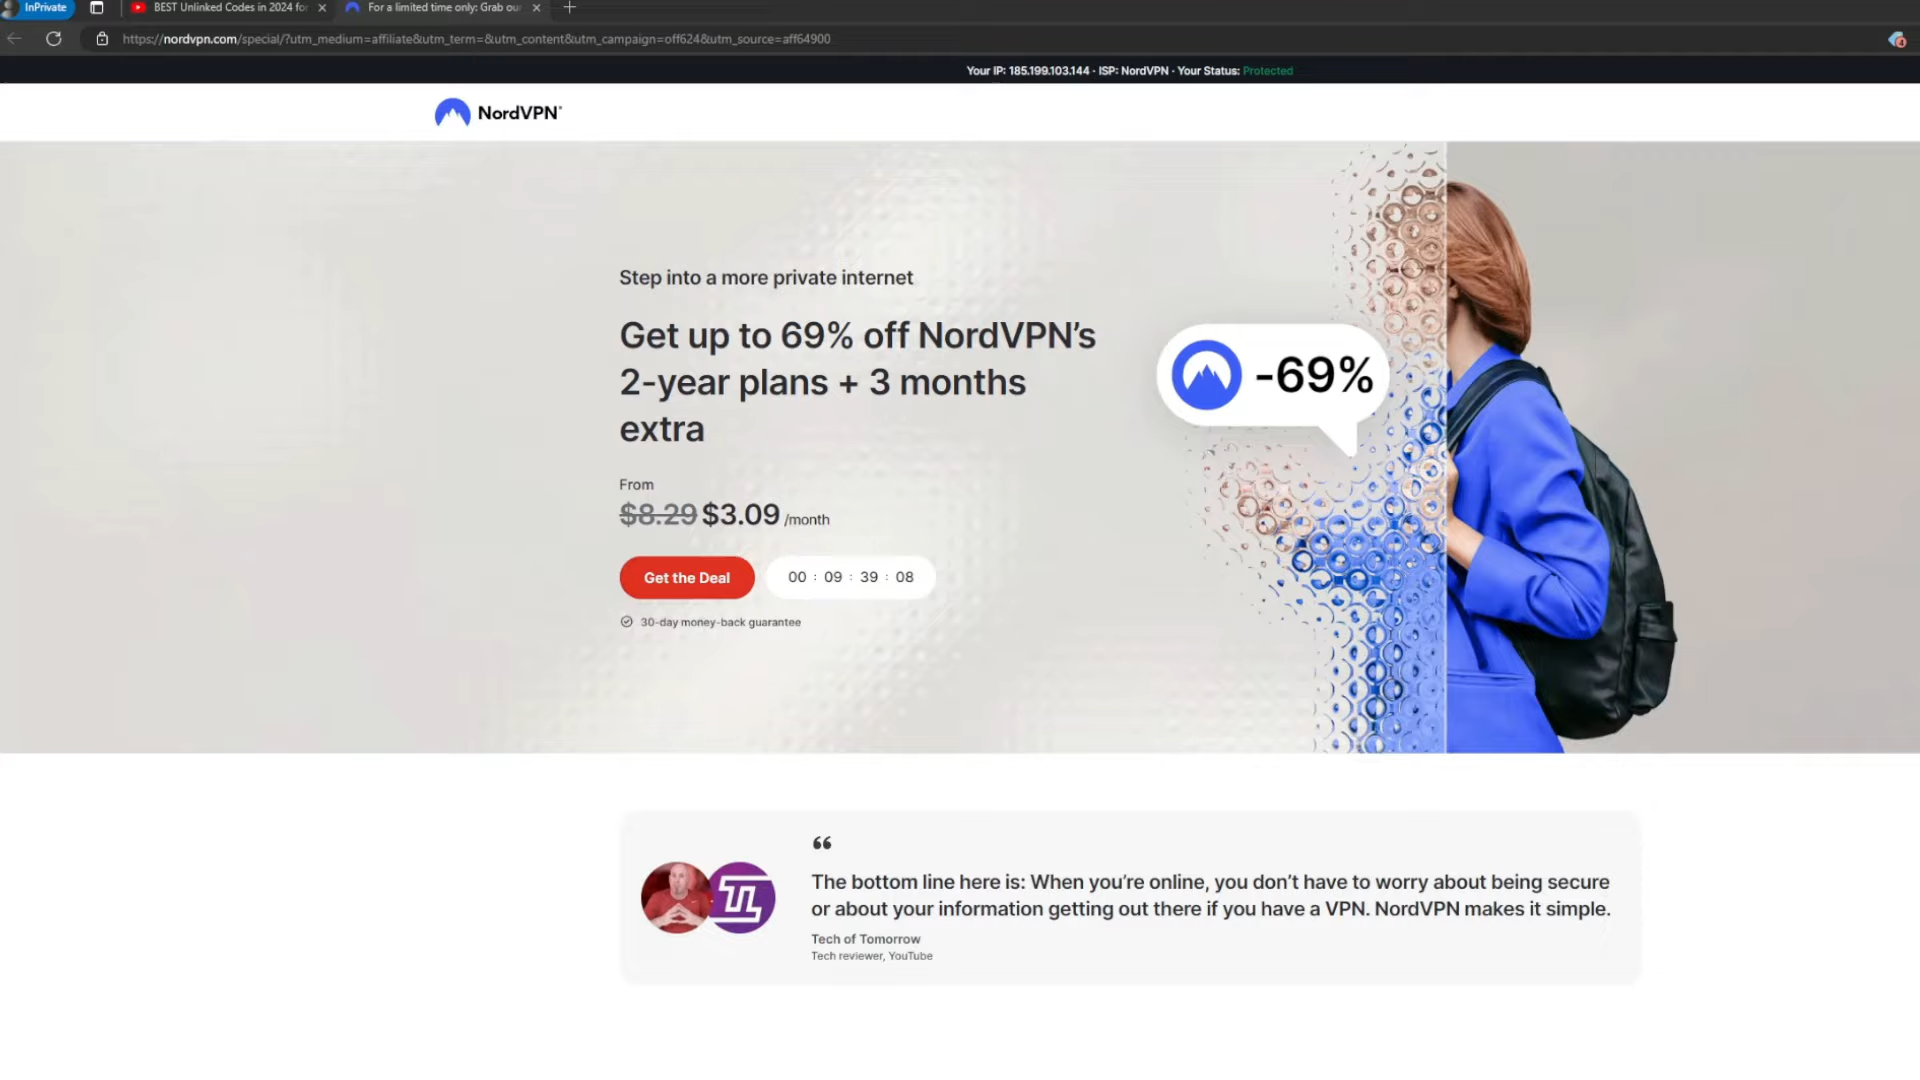 InPrivate
BEST Unlinked Codes in 2024 for
For a limited time only: Grab ou
https://nordvpn.com/special/?utm_medium=affiliate&utm_term=&utm_content&utm_campaign=off624&utm_source=aff64900
4
Your IP: 185.199.103.144 · ISP: NordVPN · Your Status: Protected
NordVPN®
Step into a more private internet
Get up to 69% off NordVPN’s
2-year plans + 3 months
extra
-69%
From
$8.29 $3.09 /month
Get the Deal
00 : 09 : 39 : 08
30-day money-back guarantee
“
The bottom line here is: When you’re online, you don’t have to worry about being secure
or about your information getting out there if you have a VPN. NordVPN makes it simple.
Tech of Tomorrow
Tech reviewer, YouTube